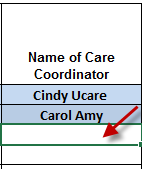 Name of Care
Coordinator
Cindy Ucare
Carol Amy